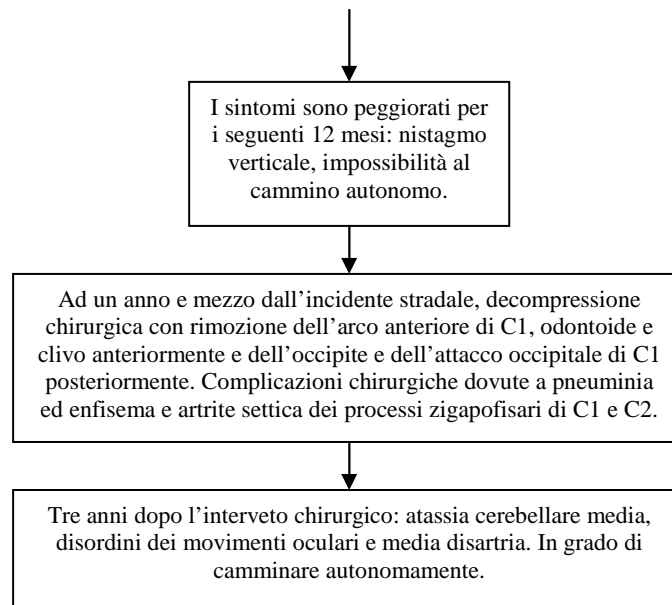 I sintomi sono peggiorati per
i seguenti 12 mesi: nistagmo
verticale, impossibilità al
cammino autonomo.
Ad un anno e mezzo dall’incidente stradale, decompressione
chirurgica con rimozione dell’arco anteriore di C1, odontoide e
clivo anteriormente e dell’occipite e dell’attacco occipitale di C1
posteriormente. Complicazioni chirurgiche dovute a pneuminia
ed enfisema e artrite settica dei processi zigapofisari di C1 e C2.
Tre anni dopo l’interveto chirurgico: atassia cerebellare media,
disordini dei movimenti oculari e media disartria. In grado di
camminare autonomamente.